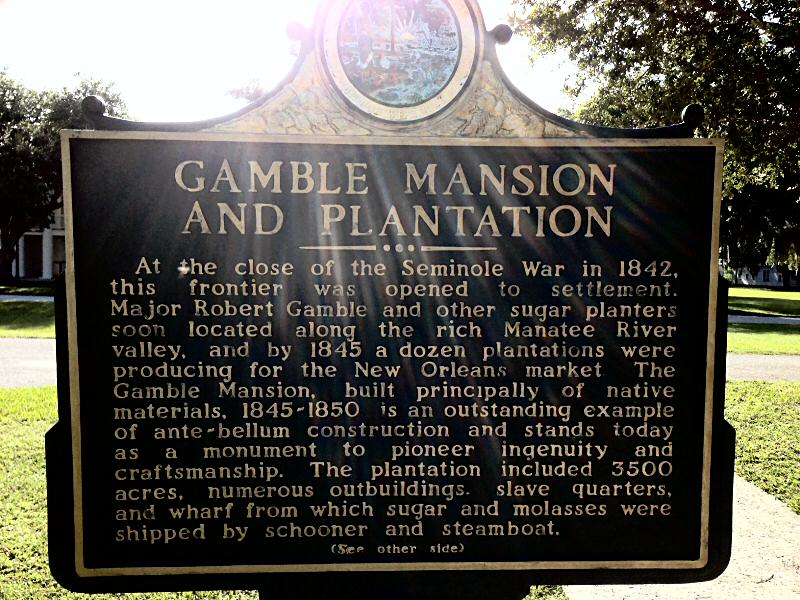 GAMBLE MANSION
AND PLANTATION
At the close of the Seminole War in 1842,
this frontier was opened to settlement.
Major Robert Gamble and other sugar planters
soon located along the rich Manatee River
valley, and by 1845 a dozen plantations were
producing for the New Orleans market The
Gamble Mansion, built principally of native
materials, 1845-1850 is an outstanding example
of ante-bellum construction and stands today
as a monument to pioneer ingenuity and
craftsmanship. The plantation included 3500
acres, numerous outbuildings. slave quarters,
and wharf from which sugar and molasses were
shipped by schooner and steamboat.
(See other side)